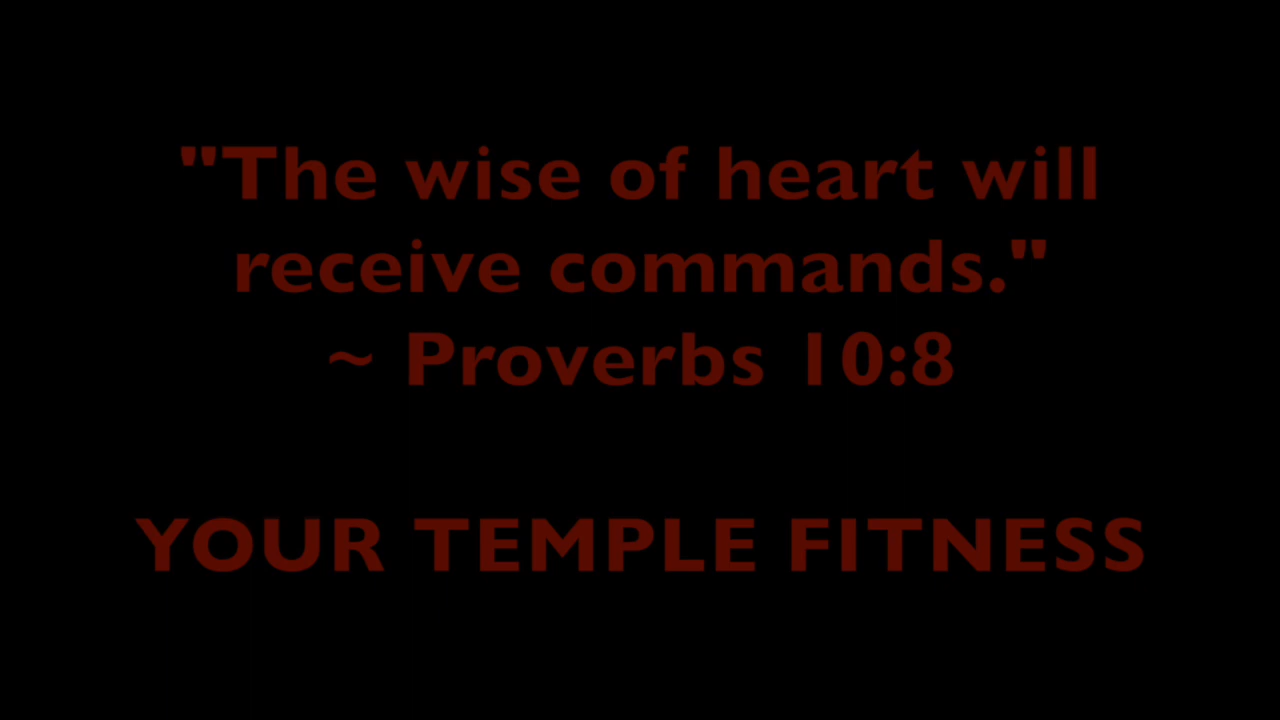 "The wise of heart will
receive commands."
~ Proverbs 10:8
YOUR TEMPLE FITNESS